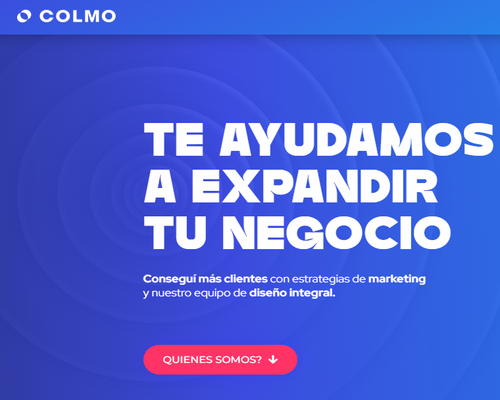 COLMO
TE AYUDAMOS
A EXPANDIR
TU NEGOCIO
Conseguí más clientes con estrategias de marketing
y nuestro equipo de diseño integral.
QUIENES SOMOS?